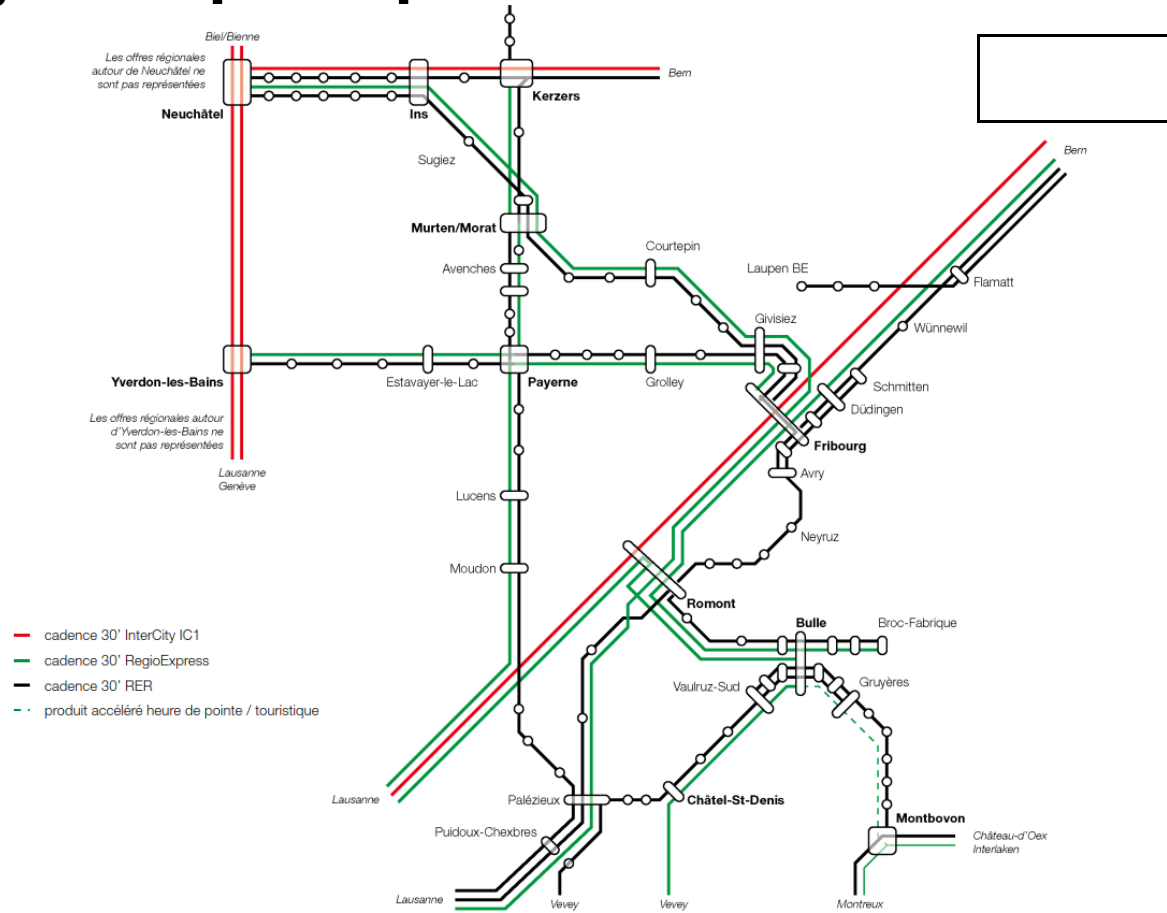 Biel/Bienne
Les offres régionales
autour de Neuchâtel ne
sont pas représentées
Bern
Kerzers
Neuchâtel
Ins
Sugiez
Bern
Murten/Morat
Courtepin
Avenches
Laupen BE
Flamatt
Givisiez
Wünnewil
Yverdon-les-Bains
Estavayer-le-Lac
Payerne
Grolley
Schmitten
Düdingen
Les offres régionales autour
d'Yverdon-les-Bains ne
sont pas représentées
Fribourg
Lausanne
Genève
Avry
Lucens
Neyruz
Moudon
Romont
Bulle
Broc-Fabrique
cadence 30' InterCity IC1
cadence 30' RegioExpress
cadence 30' RER
produit accéléré heure de pointe / touristique
Vaulruz-Sud
Gruyères
Lausanne
Palézieux
Châtel-St-Denis
Montbovon
Puidoux-Chexbres
Château-d'Oex
Interlaken
Lausanne
Vevey
Vevey
Montreux